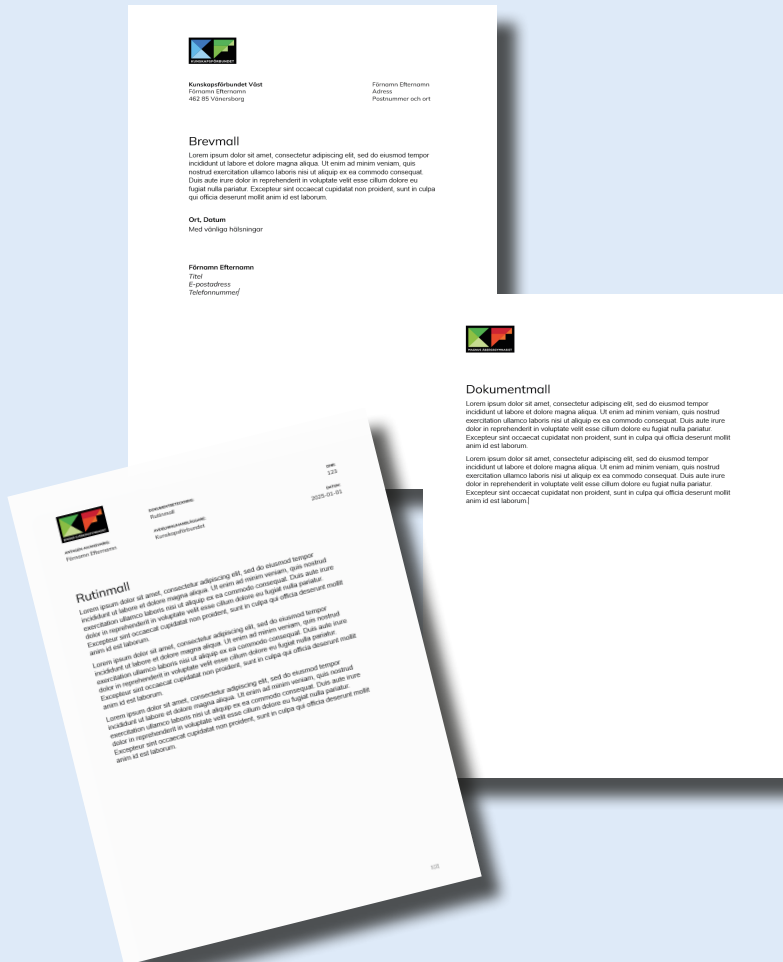 KUNSKAPSFÖRBUNDET
Kunskapsförbundet Väst
Förnamn Efternamn
462 85 Vänersborg
Förnamn Efternamn
Adress
Postnummer och ort
Brevmall
Lorem ipsum dolor sit amet, consectetur adipiscing elit, sed do eiusmod tempor
incididunt ut labore et dolore magna aliqua. Ut enim ad minim veniam, quis
nostrud exercitation ullamco laboris nisi ut aliquip ex ea commodo consequat.
Duis aute irure dolor in reprehenderit in voluptate velit esse cillum dolore eu
fugiat nulla pariatur. Excepteur sint occaecat cupidatat non proident, sunt in culpa
qui officia deserunt mollit anim id est laborum.
Ort, Datum
Med vänliga hälsningar
Förnamn Efternamn
Titel
E-postadress
Telefonnummer
Dokumentmall
Lorem ipsum dolor sit amet, consectetur adipiscing elit, sed do eiusmod tempor
incididunt ut labore et dolore magna aliqua. Ut enim ad minim veniam, quis nostrud
exercitation ullamco laboris nisi ut aliquip ex ea commodo consequat. Duis aute irure
dolor in reprehenderit in voluptate velit esse cillum dolore eu fugiat nulla pariatur.
Excepteur sint occaecat cupidatat non proident, sunt in culpa qui officia deserunt mollit
anim id est laborum.
Lorem ipsum dolor sit amet, consectetur adipiscing elit, sed do eiusmod tempor
incididunt ut labore et dolore magna aliqua. Ut enim ad minim veniam, quis nostrud
exercitation ullamco laboris nisi ut aliquip ex ea commodo consequat. Duis aute irure
dolor in reprehenderit in voluptate velit esse cillum dolore eu fugiat nulla pariatur.
Excepteur sint occaecat cupidatat non proident, sunt in culpa qui officia deserunt mollit
anim id est laborum.
Förnamn Efternamn
Rutinmall
Kunskapsförbundet
123
DATUM
2025-01-01
Rutinmall
Lorem ipsum dolor sit amet, consectetur adipiscing elit, sed do eiusmod tempor
incididunt ut labore et dolore magna aliqua. Ut enim ad minim veniam, quis nostrud
exercitation ullamco laboris nisi ut aliquip ex ea commodo consequat. Duis aute irure
dolor in reprehenderit in voluptate velit esse cillum dolore eu fugiat nulla pariatur.
Excepteur sint occaecat cupidatat non proident, sunt in culpa qui officia deserunt mollit
anim id est laborum.
Lorem ipsum dolor sit amet, consectetur adipiscing elit, sed do eiusmod tempor
incididunt ut labore et dolore magna aliqua. Ut enim ad minim veniam, quis nostrud
exercitation ullamco laboris nisi ut aliquip ex ea commodo consequat. Duis aute irure
dolor in reprehenderit in voluptate velit esse cillum dolore eu fugiat nulla pariatur.
Excepteur sint occaecat cupidatat non proident, sunt in culpa qui officia deserunt mollit
anim id est laborum.
Lorem ipsum dolor sit amet, consectetur adipiscing elit, sed do eiusmod tempor
incididunt ut labore et dolore magna aliqua. Ut enim ad minim veniam, quis nostrud
exercitation ullamco laboris nisi ut aliquip ex ea commodo consequat. Duis aute irure
dolor in reprehenderit in voluptate velit esse cillum dolore eu fugiat nulla pariatur.
Excepteur sint occaecat cupidatat non proident, sunt in culpa qui officia deserunt mollit
anim id est laborum.